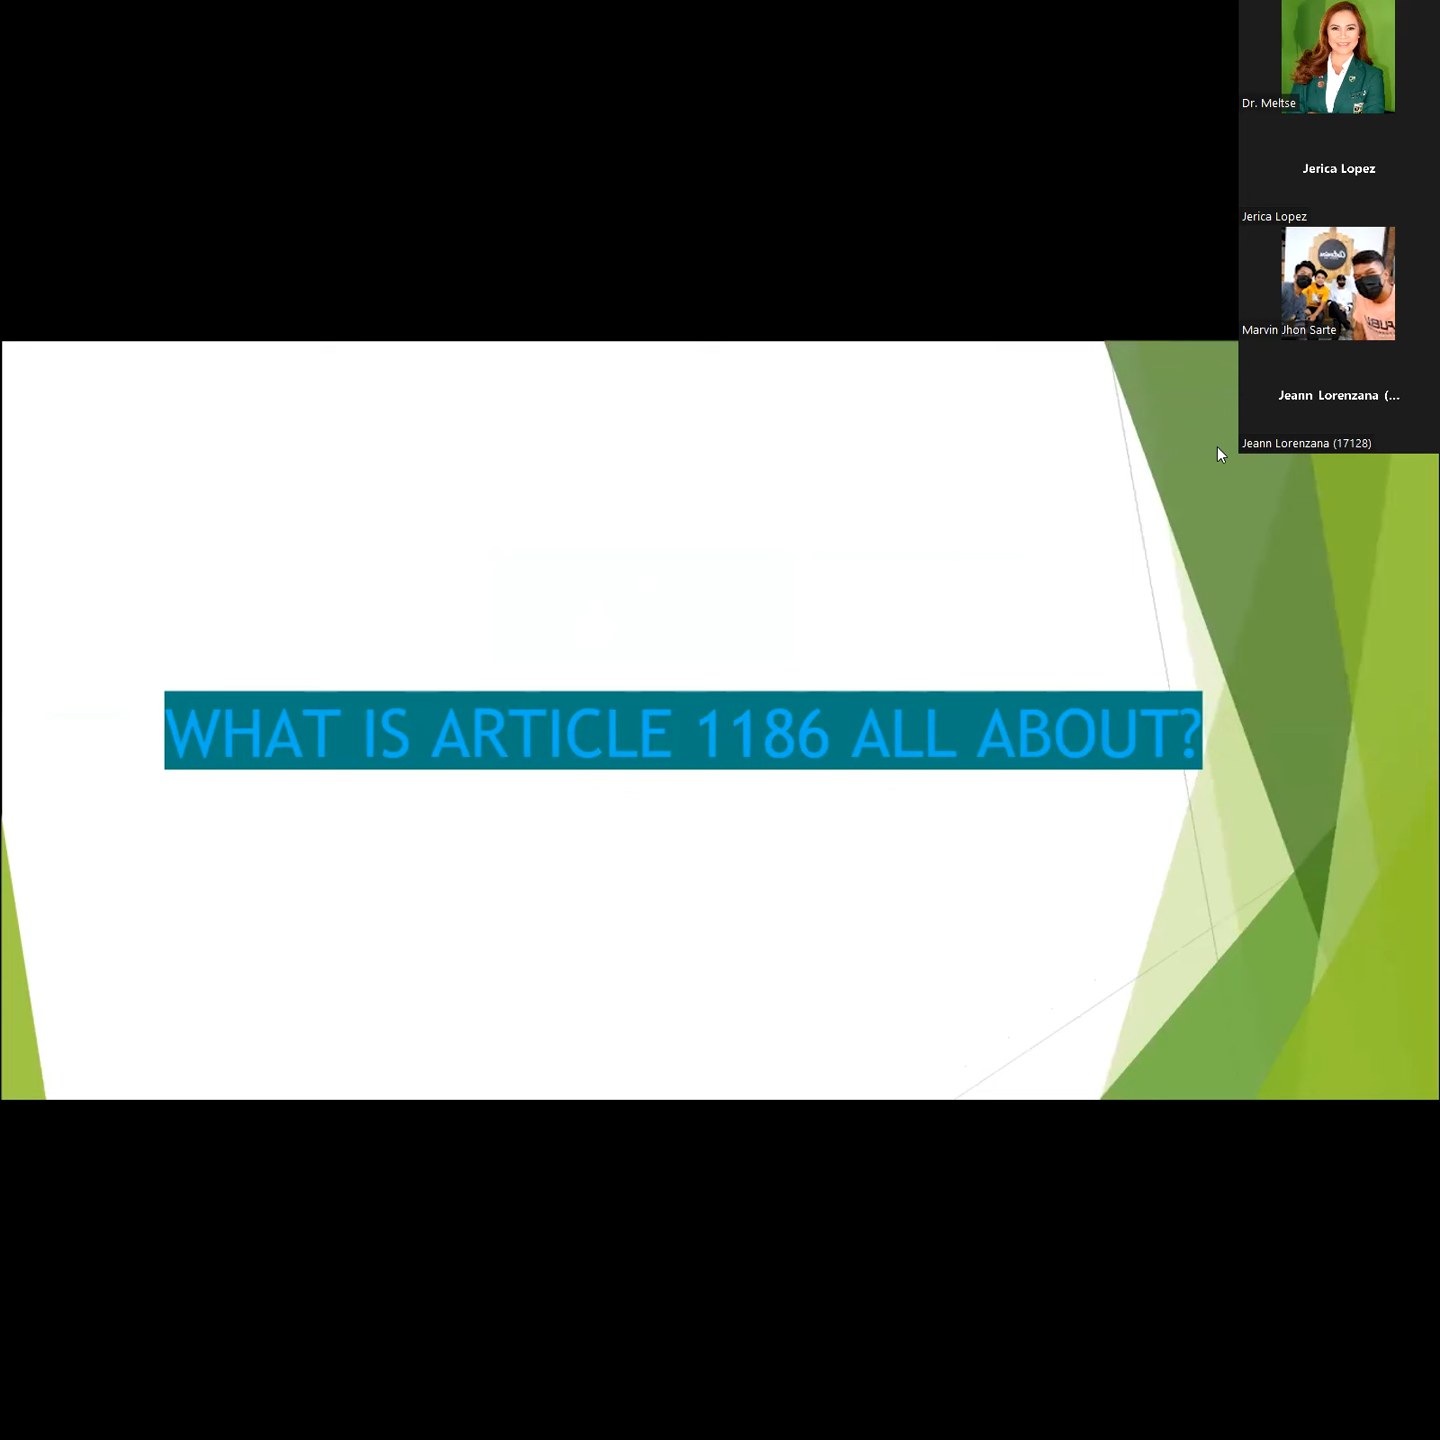 Dr. Meltse
Jerica Lopez
Jerica Lopez
Marvin Jhon Sarte
Jeann Lorenzana (...
Jeann Lorenzana (17128)
WHAT IS ARTICLE 1186 ALL ABOUT?